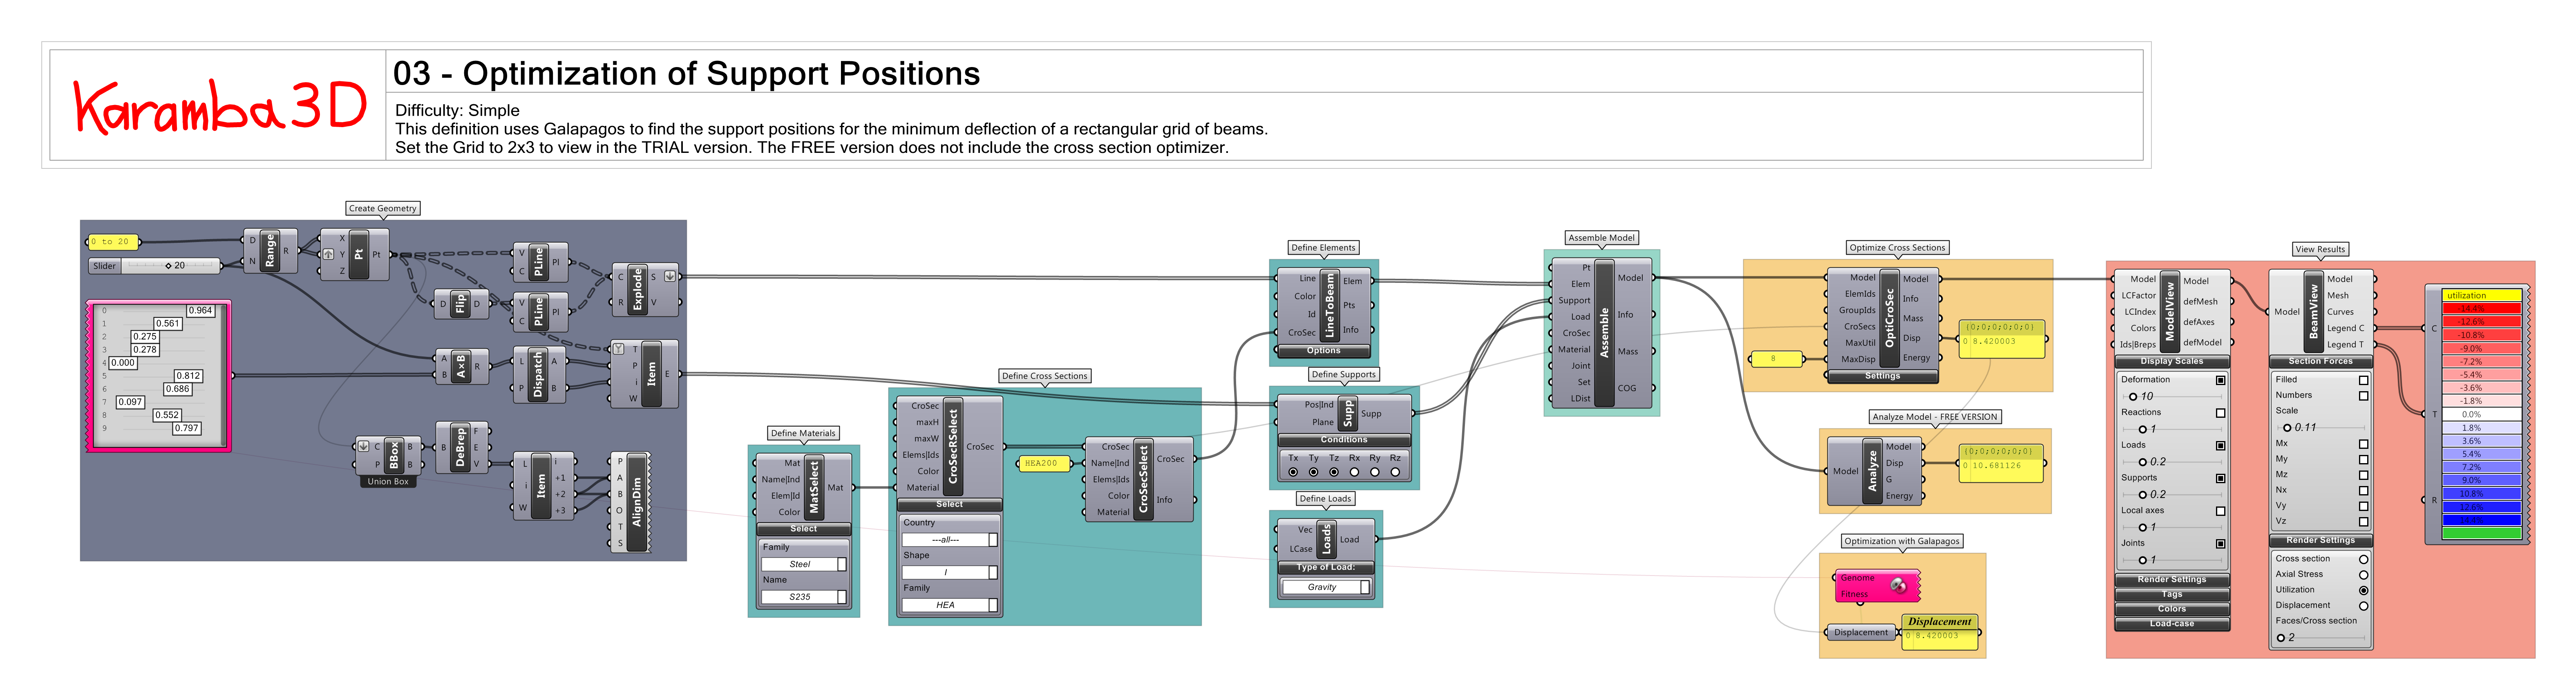 Karamba3D
03 - Optimization of Support Positions
Difficulty: Simple
This definition uses Galapagos to find the support positions for the minimum deflection of a rectangular grid of beams.
Set the Grid to 2x3 to view in the TRIAL version. The FREE version does not include the cross section optimizer.
Create Geometry
0 to 20
Slider
20
D
N
Range
R
X
Y
Z
Pt
Pt
V
C
PLine
Pl
D
Flip
D
V
C
PLine
Pl
C
R
Explode
S
V
0 0.964
1 0.561
2 0.275
3 0.278
4 0.000
5 0.812
6 0.686
7 0.097
8 0.552
9 0.797
A
B
A×B
R
L
P
Dispatch
A
B
T
P
i
W
Item
E
C
P
BBox
B
B
Union Box
B
DeBrep
F
E
V
L
i
W
Item
i
+1
+2
+3
P
A
B
O
T
S
AlignDim
Define Materials
Mat
Name|Ind
Elem|Id
Color
MatSelect
Mat
Select
Family
Steel
Name
S235
Define Cross Sections
CroSec
maxH
maxW
Elems|Ids
Color
Material
CroSecRSelect
CroSec
Select
Country
---all---
Shape
I
Family
HEA
HEA200
CroSec
Name|Ind
Elems|Ids
Color
Material
CroSecSelect
CroSec
Info
Define Elements
Line
Color
Id
CroSec
LineToBeam
Elem
Pts
Info
Options
Define Supports
Pos|Ind
Plane
Supp
Supp
Conditions
Tx Ty Tz Rx Ry Rz
Define Loads
Vec
LCase
Loads
Load
Type of Load:
Gravity
Assemble Model
Pt
Elem
Support
Load
CroSec
Material
Joint
Set
LDist
Assemble
Model
Info
Mass
COG
Optimize Cross Sections
8
Model
ElemIds
GroupIds
CroSecs
MaxUtil
MaxDisp
OptiCroSec
Model
Info
Mass
Disp
Energy
Settings
{0;0;0;0;0;0}
0 8.420003
Analyze Model - FREE VERSION
Model
Analyze
Model
Disp
G
Energy
{0;0;0;0;0;0}
0 10.681126
Optimization with Galapagos
Genome
Fitness
Displacement
Displacement
0 8.420003
View Results
Model
LCFactor
LCIndex
Colors
Ids|Breps
ModelView
Model
defMesh
defAxes
defModel
Display Scales
Deformation
10
Reactions
1
Loads
0.2
Supports
0.2
Local axes
1
Joints
1
Render Settings
Tags
Colors
Load-case
Model
BeamView
Model
Mesh
Curves
Legend C
Legend T
Section Forces
Filled
Numbers
Scale
0.11
Mx
My
Mz
Nx
Vy
Vz
Render Settings
Cross section
Axial Stress
Utilization
Displacement
Faces/Cross section
2
C
T
R
utilization
-14.4%
-12.6%
-10.8%
-9.0%
-7.2%
-5.4%
-3.6%
-1.8%
0.0%
1.8%
3.6%
5.4%
7.2%
9.0%
10.8%
12.6%